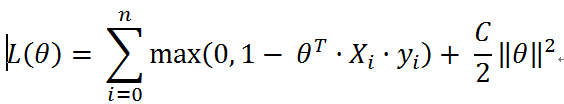 L(θ) = ∑_{i=0}^{n} max(0, 1 − θ^T · X_i · y_i) + C/2 ‖θ‖²